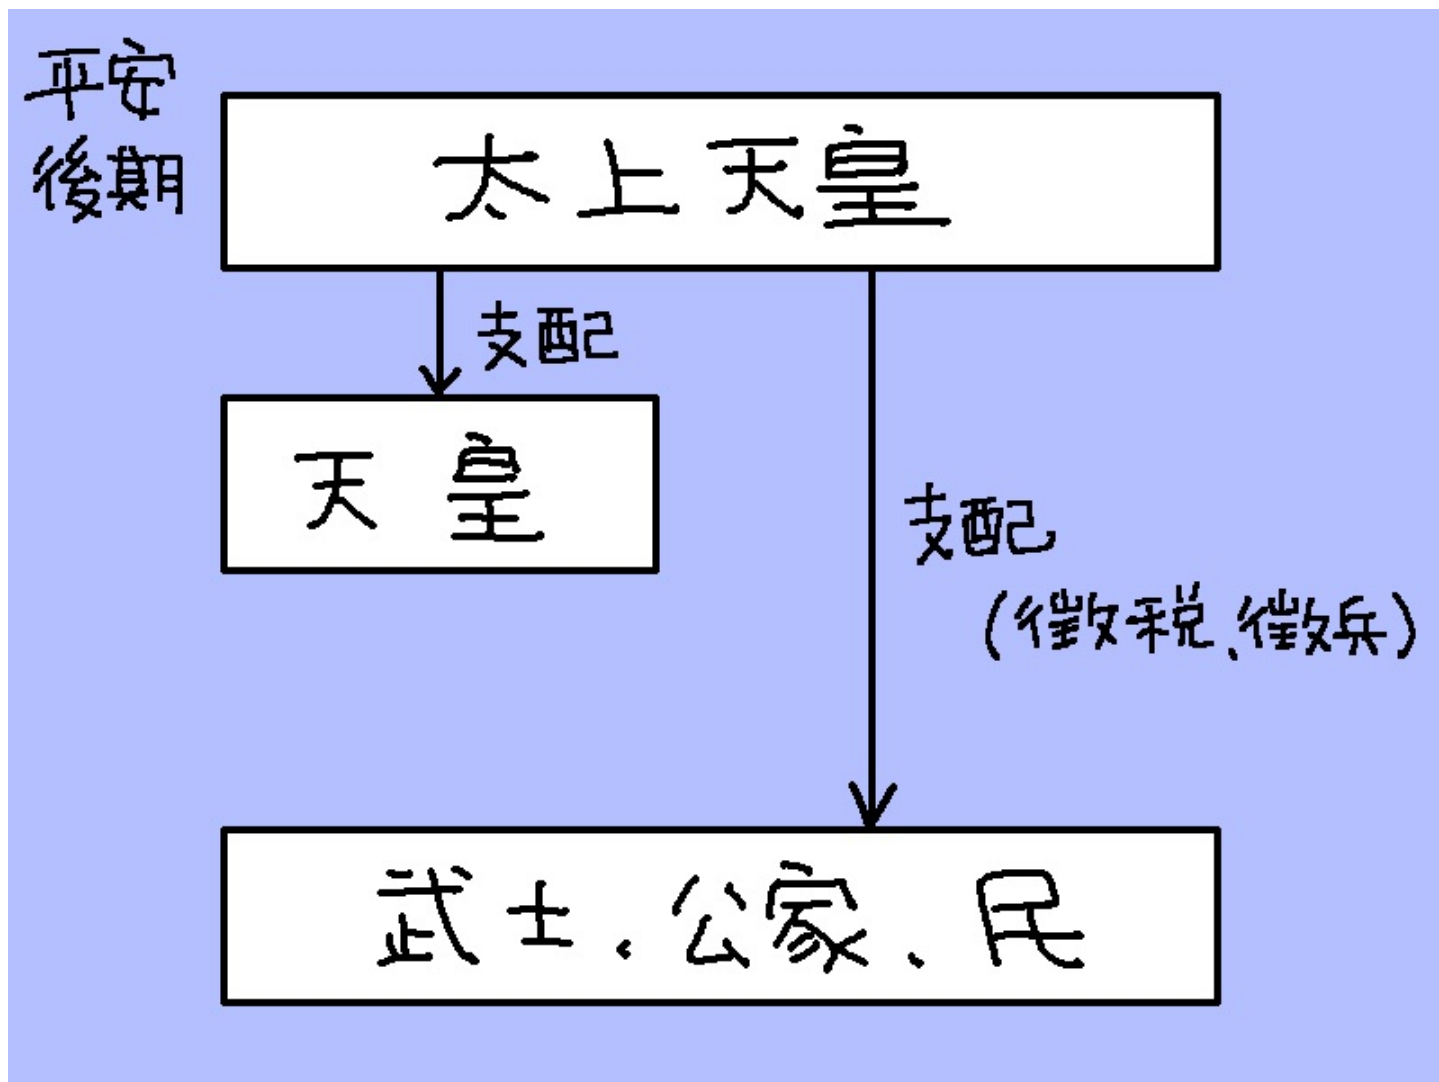 平安
後期
太上天皇
支配
天皇
支配
(徴税、徴兵)
武士、公家、民